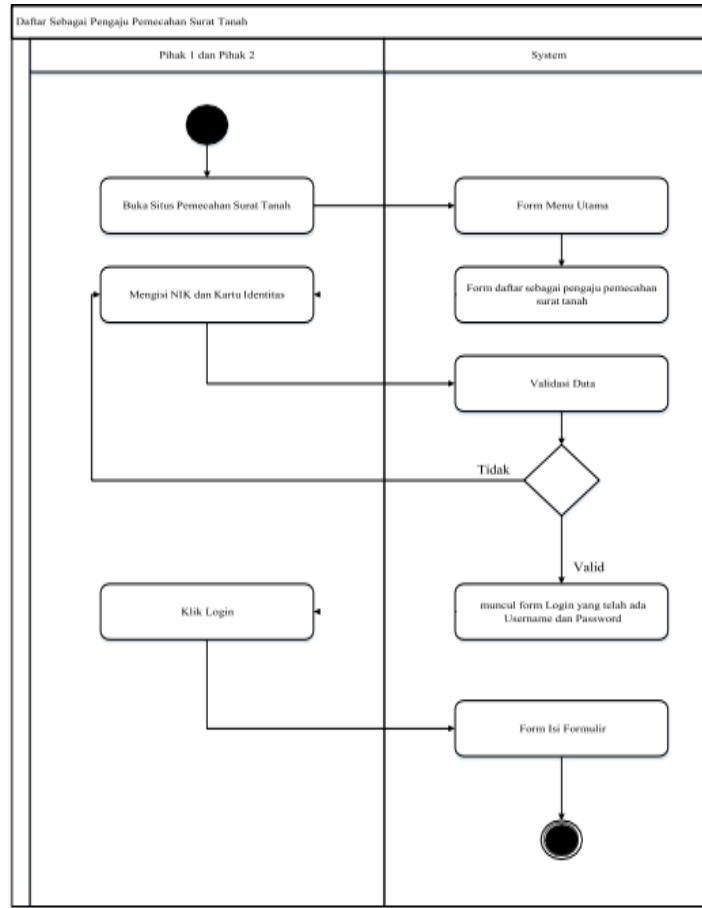 Daftar Sebagai Pengaju Pemecahan Surat Tanah
Pihak 1 dan Pihak 2
System
Buka Situs Pemecahan Surat Tanah
Form Menu Utama
Mengisi NIK dan Kartu Identitas
Form daftar sebagai pengaju pemecahan
surat tanah
Validasi Data
Tidak
Valid
Klik Login
muncul form Login yang telah ada
Username dan Password
Form Isi Formulir